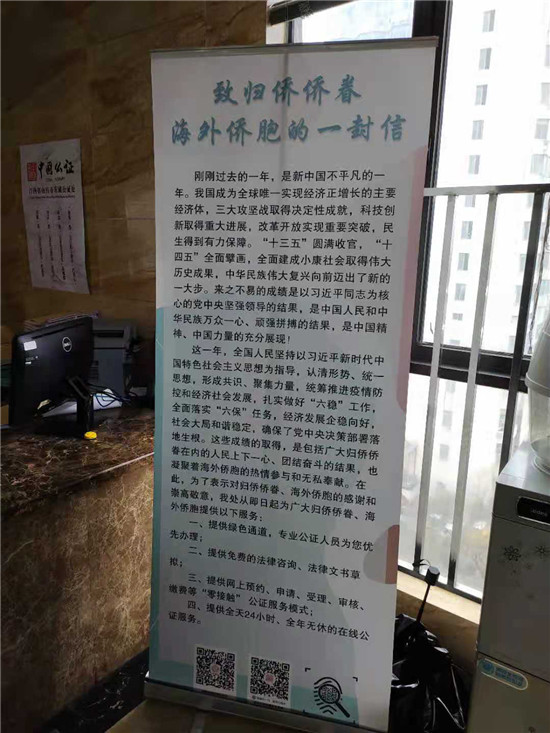 致归侨侨眷
海外侨胞的一封信
刚刚过去的一年，是新中国不平凡的一
年。我国成为全球唯一实现经济正增长的主要
经济体，三大攻坚战取得决定性成就，科技创
新取得重大进展，改革开放实现重要突破，民
生得到有力保障。“十三五”圆满收官，“十
四五”全面擘画，全面建成小康社会取得伟大
历史成果，中华民族伟大复兴向前迈出了新的
一大步。来之不易的成绩是以习近平同志为核
心的党中央坚强领导的结果，是中国人民和中
华民族万众一心、顽强拼搏的结果，是中国精
神、中国力量的充分展现！
这一年，全国人民坚持以习近平新时代中
国特色社会主义思想为指导，认清形势、统一
思想，形成共识、聚集力量，统筹推进疫情防
控和经济社会发展，扎实做好“六稳”工作，
全面落实“六保”任务，经济发展企稳向好，
社会大局和谐稳定，确保了党中央决策部署落
地生根。这些成绩的取得，是包括广大归侨侨
眷在内的人民上下一心、团结奋斗的结果，也
凝聚着海外侨胞的热情参与和无私奉献。在
此，为了表示对归侨侨眷、海外侨胞的感谢和
崇高敬意，我处从即日起为广大归侨侨眷、海
外侨胞提供以下服务：
一、提供绿色通道，专业公证人员为您优
先办理；
二、提供免费的法律咨询、法律文书草
拟；
三、提供网上预约、申请、受理、审核、
缴费等“零接触”公证服务模式；
四、提供全天24小时、全年无休的在线公
证服务。
中国公证
DELL